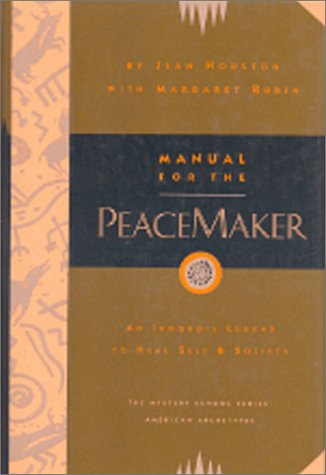 BY JEAN HOUSTON
WITH MARGARET RUBIN
MANUAL
FOR THE
PEACEMAKER
AN IROQUOIS LEGEND
TO HEAL SELF & SOCIETY
THE MYSTERY SCHOOL SERIES:
AMERICAN ARCHETYPES